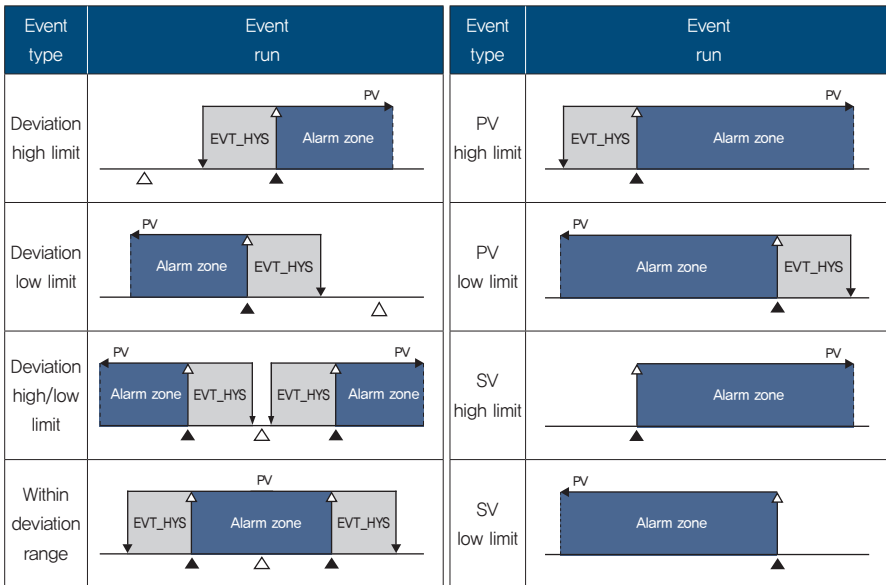 Event
type
Event
run
Deviation
high limit
PV
EVT_HYS
Alarm zone
Deviation
low limit
PV
Alarm zone
EVT_HYS
Deviation
high/low
limit
PV
PV
Alarm zone
EVT_HYS
EVT_HYS
Alarm zone
Within
deviation
range
PV
EVT_HYS
Alarm zone
EVT_HYS
Event
type
Event
run
PV
high limit
PV
EVT_HYS
Alarm zone
PV
low limit
PV
Alarm zone
EVT_HYS
SV
high limit
PV
Alarm zone
SV
low limit
PV
Alarm zone